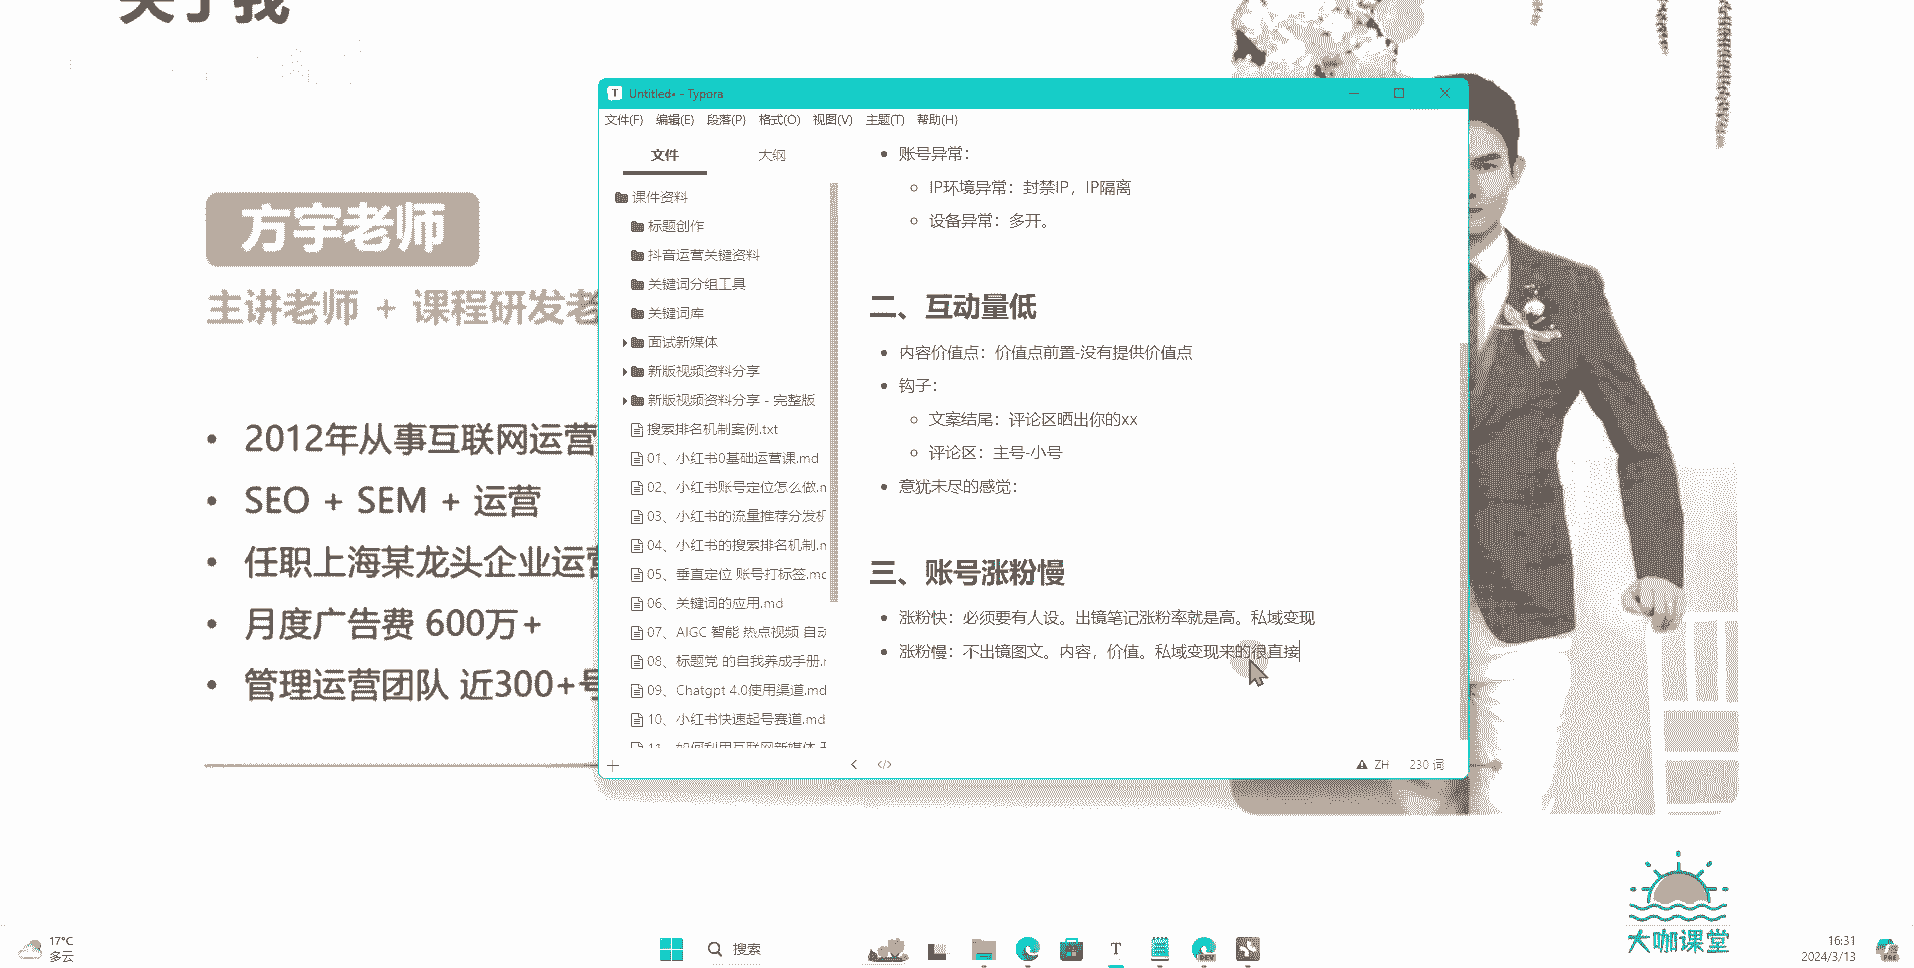 关于我
方宇老师
主讲老师 + 课程研发老
2012年从事互联网运营
SEO + SEM + 运营
任职上海某龙头企业运营
月度广告费 600万+
管理运营团队 近300+号
T Untitled• - Typora
文件(F) 编辑(E) 段落(P) 格式(O) 视图(V) 主题(T) 帮助(H)
文件 大纲
课件资料
标题创作
抖音运营关键资料
关键词分组工具
关键词库
面试新媒体
新版视频资料分享
新版视频资料分享 - 完整版
搜索排名机制案例.txt
01、小红书0基础运营课.md
02、小红书账号定位怎么做.m
03、小红书的流量推荐分发机
04、小红书的搜索排名机制.m
05、垂直定位 账号打标签.md
06、关键词的应用.md
07、AIGC 智能 热点视频 自动
08、标题党 的自我养成手册.m
09、Chatgpt 4.0使用渠道.md
10、小红书快速起号赛道.md
11、如何利用互联网新媒体
账号异常：
IP环境异常：封禁IP，IP隔离
设备异常：多开。
二、互动量低
内容价值点：价值点前置-没有提供价值点
钩子：
文案结尾：评论区晒出你的xx
评论区：主号-小号
意犹未尽的感觉：
三、账号涨粉慢
涨粉快：必须要有人设。出镜笔记涨粉率就是高。私域变现
涨粉慢：不出镜图文。内容，价值。私域变现来的很直接
ZH 230 词
大咖课堂
17°C
多云
搜索
T
DEV
16:31
2024/3/13
PRE